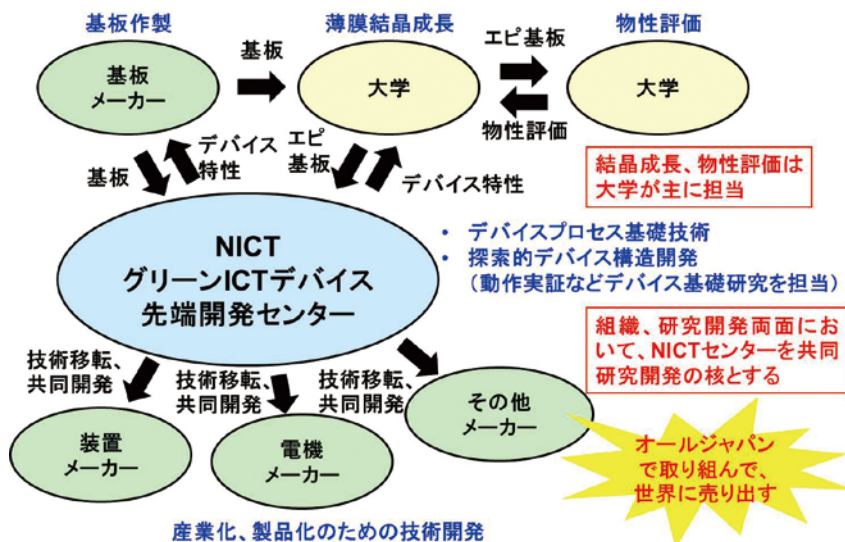 基板作製
薄膜結晶成長
物性評価
基板
メーカー
基板
大学
エピ基板
物性評価
大学
基板
デバイス
特性
エピ
基板
デバイス特性
結晶成長、物性評価は
大学が主に担当
NICT
グリーンICTデバイス
先端開発センター
• デバイスプロセス基礎技術
• 探索的デバイス構造開発
（動作実証などデバイス基礎研究を担当）
組織、研究開発両面にお
いて、NICTセンターを共同
研究開発の核とする
技術移転、
共同開発
技術移転、
共同開発
技術移転、
共同開発
装置
メーカー
電機
メーカー
その他
メーカー
オールジャパン
で取り組んで、
世界に売り出す
産業化、製品化のための技術開発